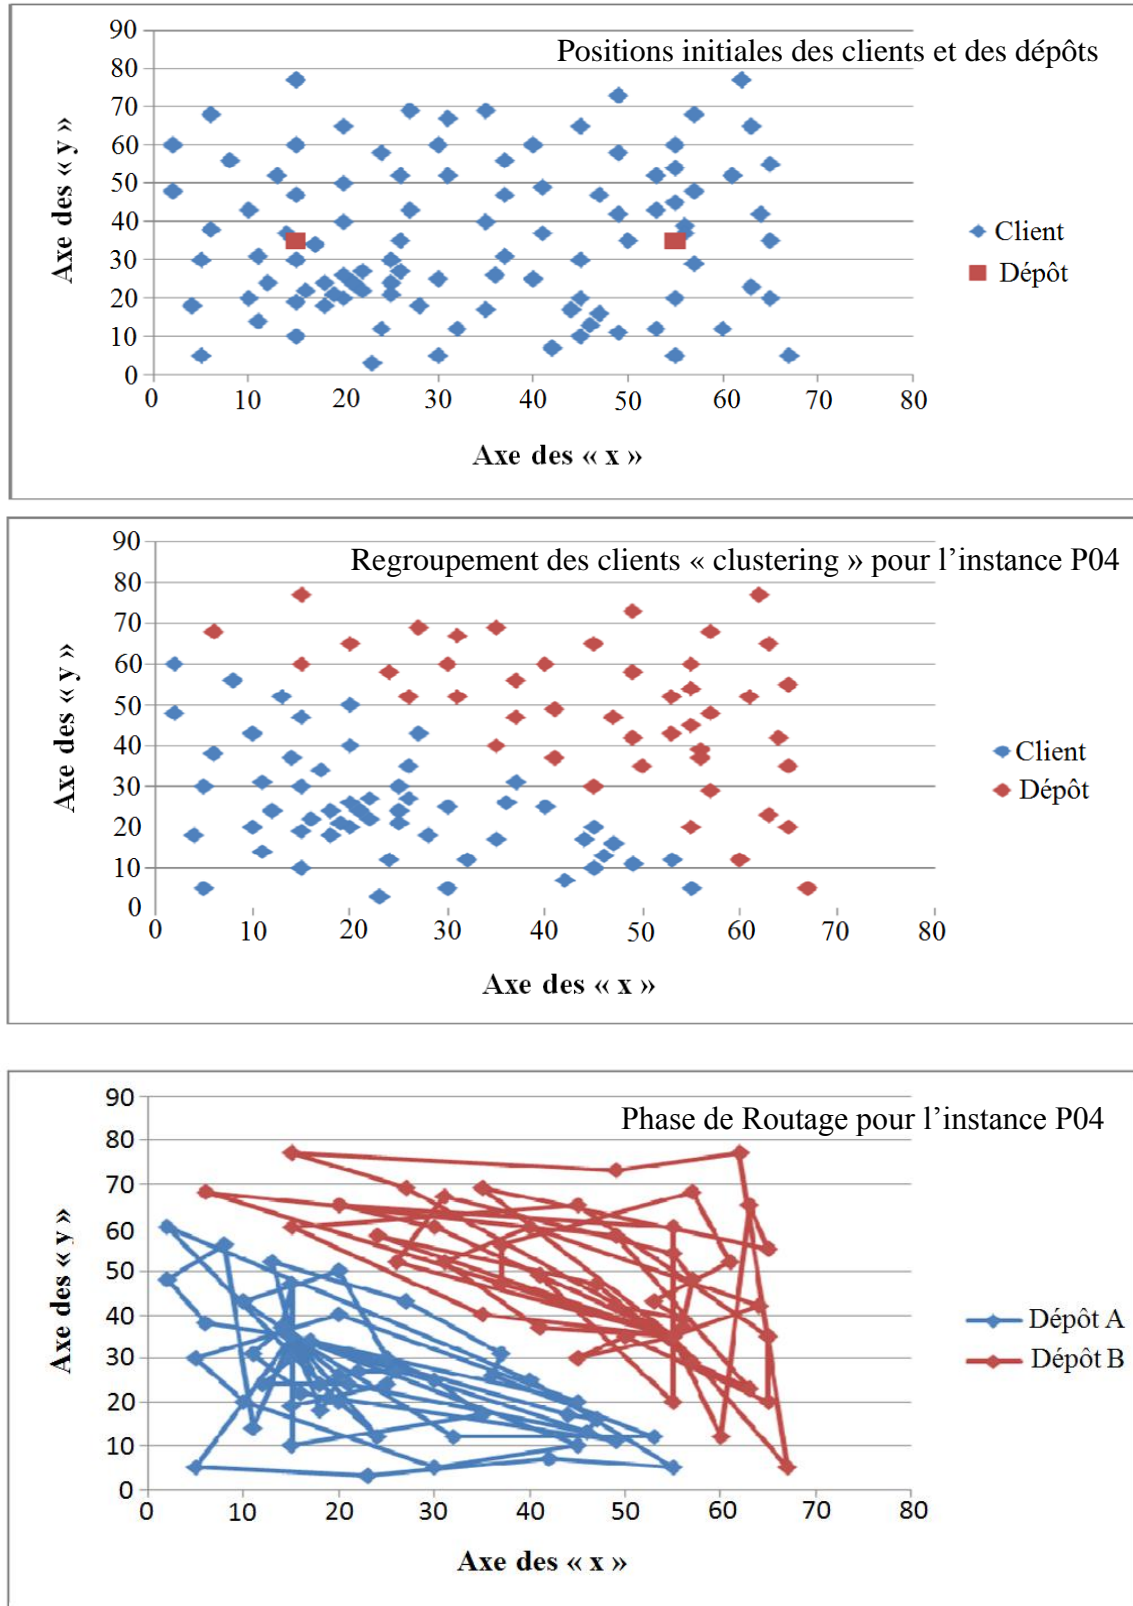 Positions initiales des clients et des dépôts
90
80
70
60
50
40
30
20
10
0
0 10 20 30 40 50 60 70 80
Axe des « y »
Axe des « x »
Client
Dépôt
Regroupement des clients « clustering » pour l’instance P04
90
80
70
60
50
40
30
20
10
0
0 10 20 30 40 50 60 70 80
Axe des « y »
Axe des « x »
Client
Dépôt
Phase de Routage pour l’instance P04
90
80
70
60
50
40
30
20
10
0
0 10 20 30 40 50 60 70 80
Axe des « y »
Axe des « x »
Dépôt A
Dépôt B